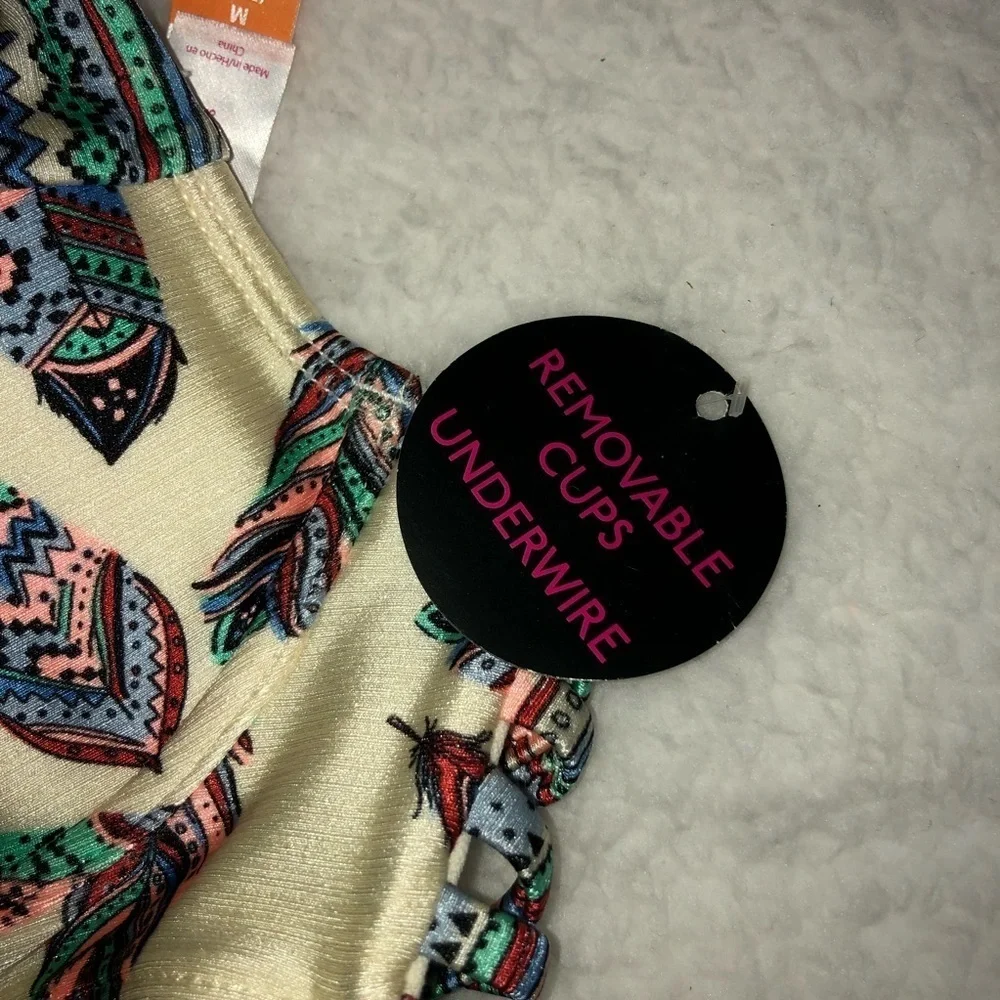 M
Made in/Hecho en
China
REMOVABLE
CUPS
UNDERWIRE